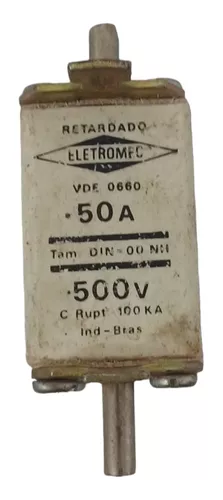 RETARDADO
ELETROMEC
VDE 0660
50A
Tam DIN-00 NH
500V
C Rupt 100KA
Ind-Bras